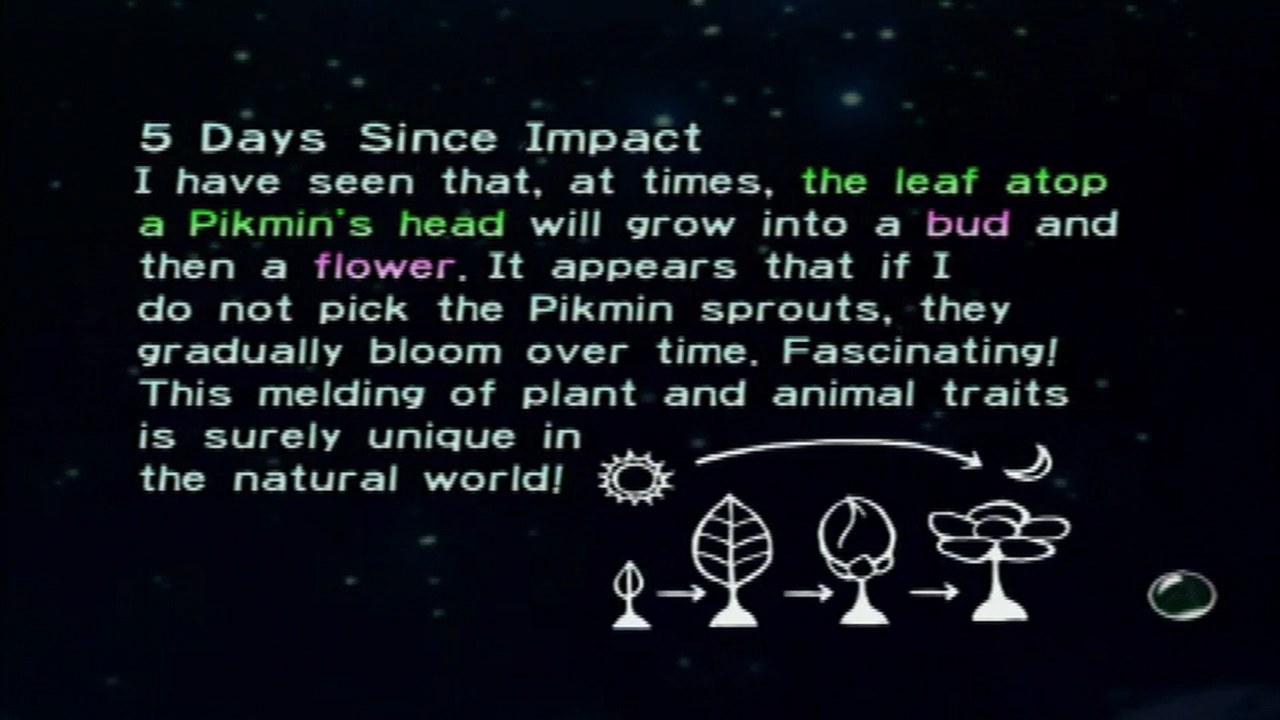 5 Days Since Impact
I have seen that, at times, the leaf atop
a Pikmin's head will grow into a bud and
then a flower. It appears that if I
do not pick the Pikmin sprouts, they
gradually bloom over time. Fascinating!
This melding of plant and animal traits
is surely unique in
the natural world!